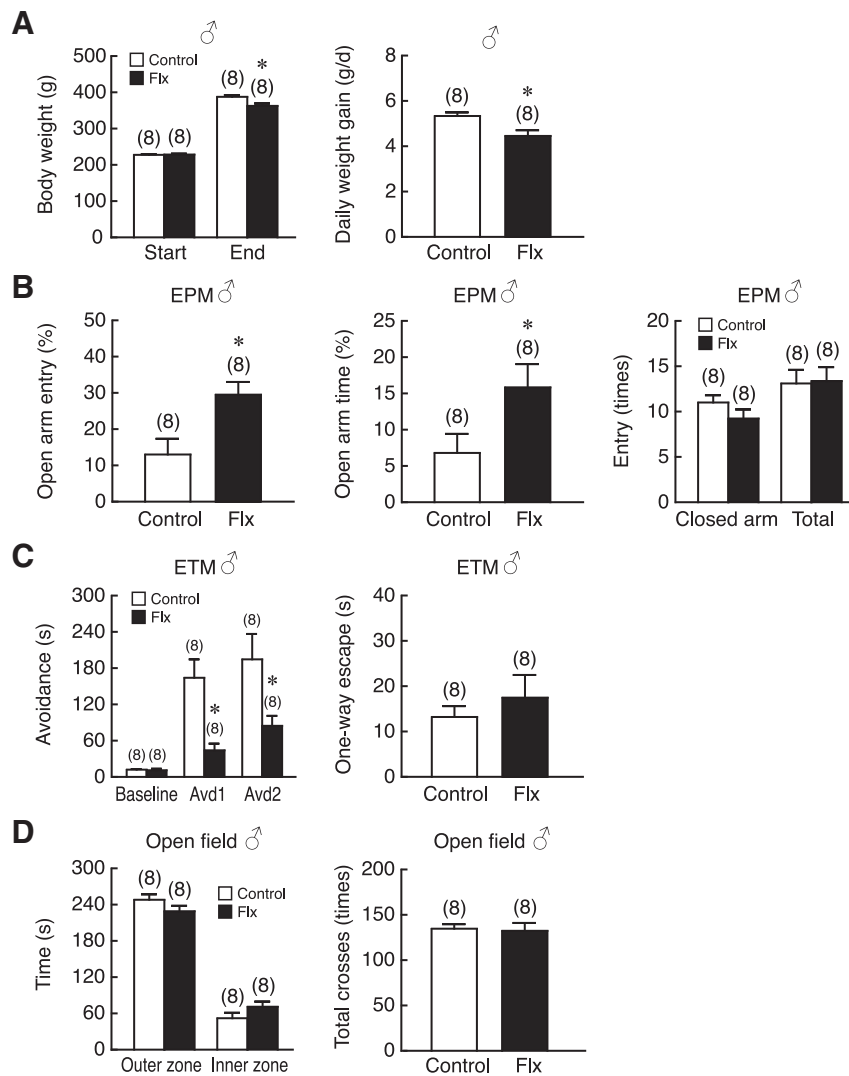 A
♂
Body weight (g)
500
400
300
200
100
0
Control
Flx
(8)
(8)
(8)
*
(8)
Start
End
♂
Daily weight gain (g/d)
8
6
4
2
0
(8)
*
(8)
Control
Flx
B
EPM ♂
Open arm entry (%)
50
40
30
20
10
0
(8)
*
(8)
Control
Flx
EPM ♂
Open arm time (%)
25
20
15
10
5
0
(8)
*
(8)
Control
Flx
EPM ♂
Entry (times)
20
15
10
5
0
Control
Flx
(8)
(8)
(8)
(8)
Closed arm
Total
C
ETM ♂
Avoidance (s)
300
240
180
120
60
0
Control
Flx
(8)
(8)
(8)
*
(8)
(8)
*
(8)
Baseline
Avd1
Avd2
ETM ♂
One-way escape (s)
40
30
20
10
0
(8)
(8)
Control
Flx
D
Open field ♂
Time (s)
300
240
180
120
60
0
Control
Flx
(8)
(8)
(8)
(8)
Outer zone
Inner zone
Open field ♂
Total crosses (times)
200
150
100
50
0
(8)
(8)
Control
Flx